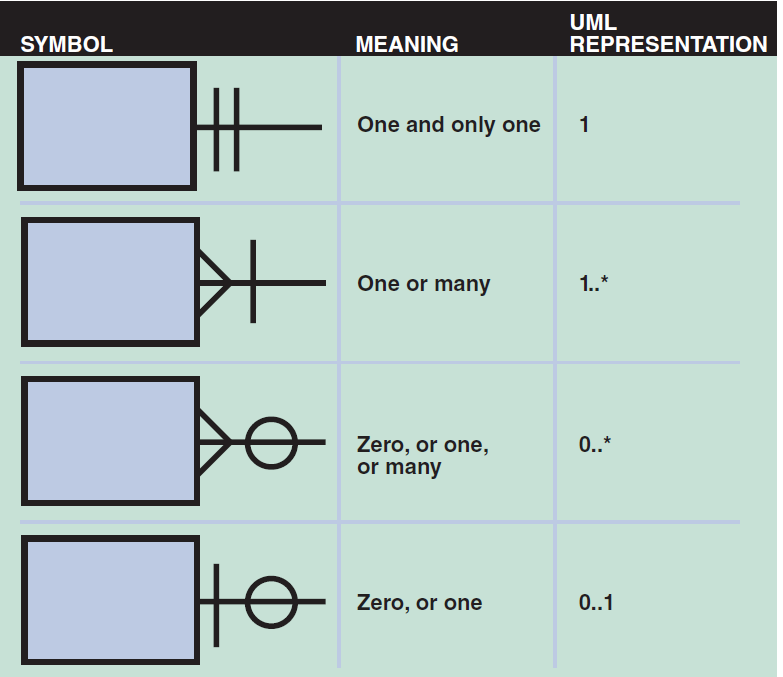 SYMBOL
MEANING
UML
REPRESENTATION
One and only one
1
One or many
1..*
Zero, or one,
or many
0..*
Zero, or one
0..1